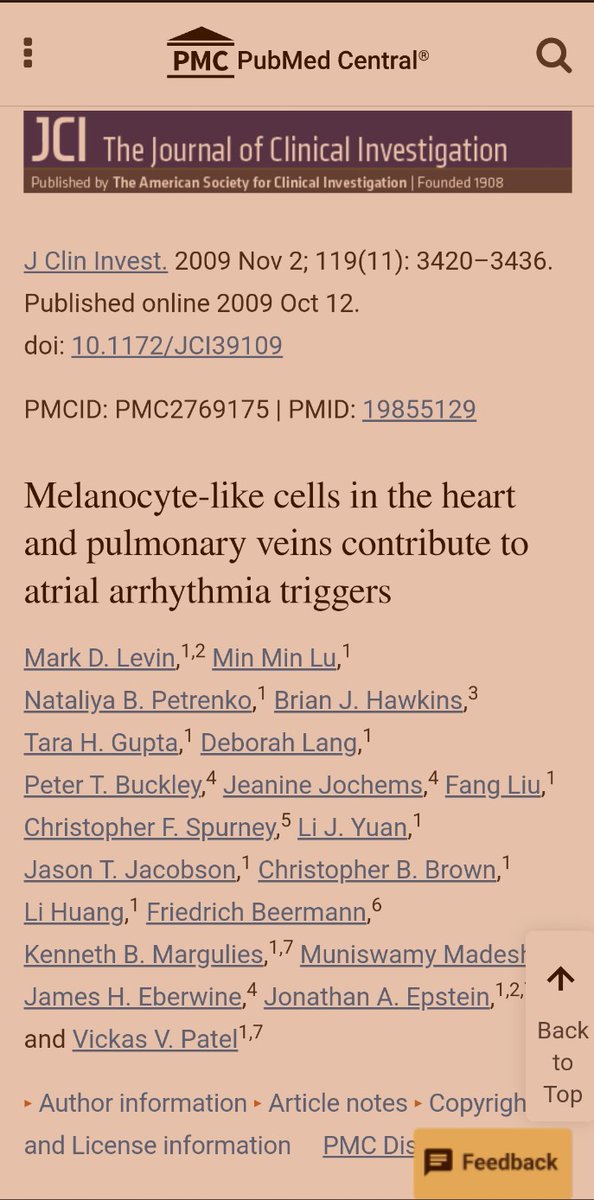 PMC PubMed Central®
JCI The Journal of Clinical Investigation
Published by The American Society for Clinical Investigation | Founded 1908
J Clin Invest. 2009 Nov 2; 119(11): 3420–3436.
Published online 2009 Oct 12.
doi: 10.1172/JCI39109
PMCID: PMC2769175 | PMID: 19855129
Melanocyte-like cells in the heart
and pulmonary veins contribute to
atrial arrhythmia triggers
Mark D. Levin,1,2 Min Min Lu,1
Nataliya B. Petrenko,1 Brian J. Hawkins,3
Tara H. Gupta,1 Deborah Lang,1
Peter T. Buckley,4 Jeanine Jochems,4 Fang Liu,1
Christopher F. Spurney,5 Li J. Yuan,1
Jason T. Jacobson,1 Christopher B. Brown,1
Li Huang,1 Friedrich Beermann,6
Kenneth B. Margulies,1,7 Muniswamy Madesh
James H. Eberwine,4 Jonathan A. Epstein,1,2,
and Vickas V. Patel1,7
Back
to
Top
▸ Author information ▸ Article notes ▸ Copyrigh
and License information PMC Dis
Feedback